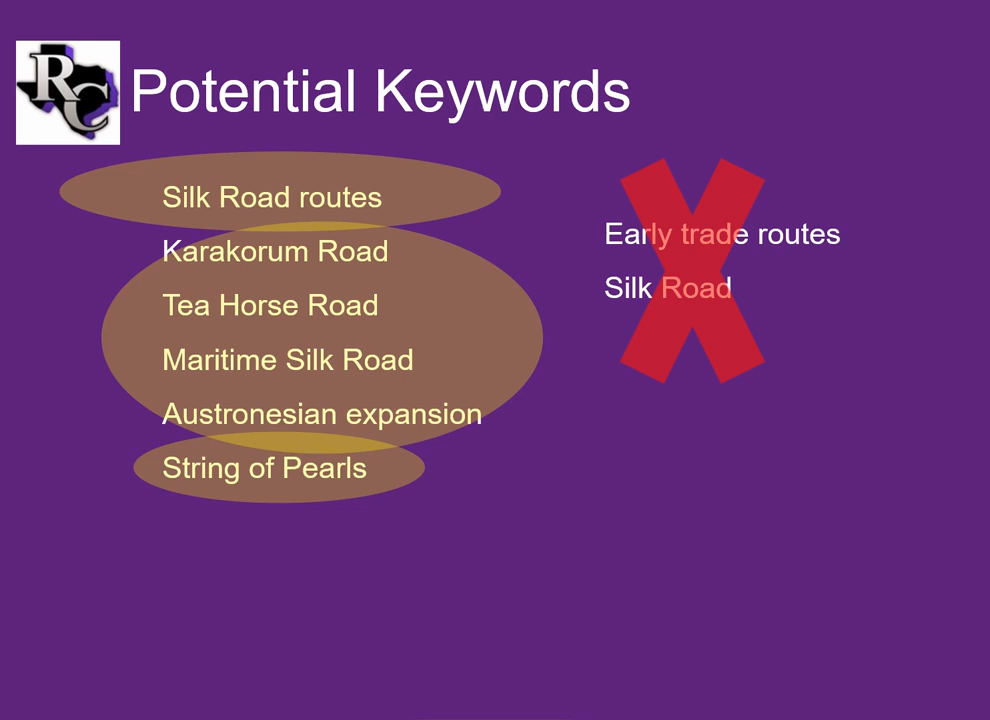 RC
Potential Keywords
Silk Road routes
Karakorum Road
Tea Horse Road
Maritime Silk Road
Austronesian expansion
String of Pearls
Early trade routes
Silk Road